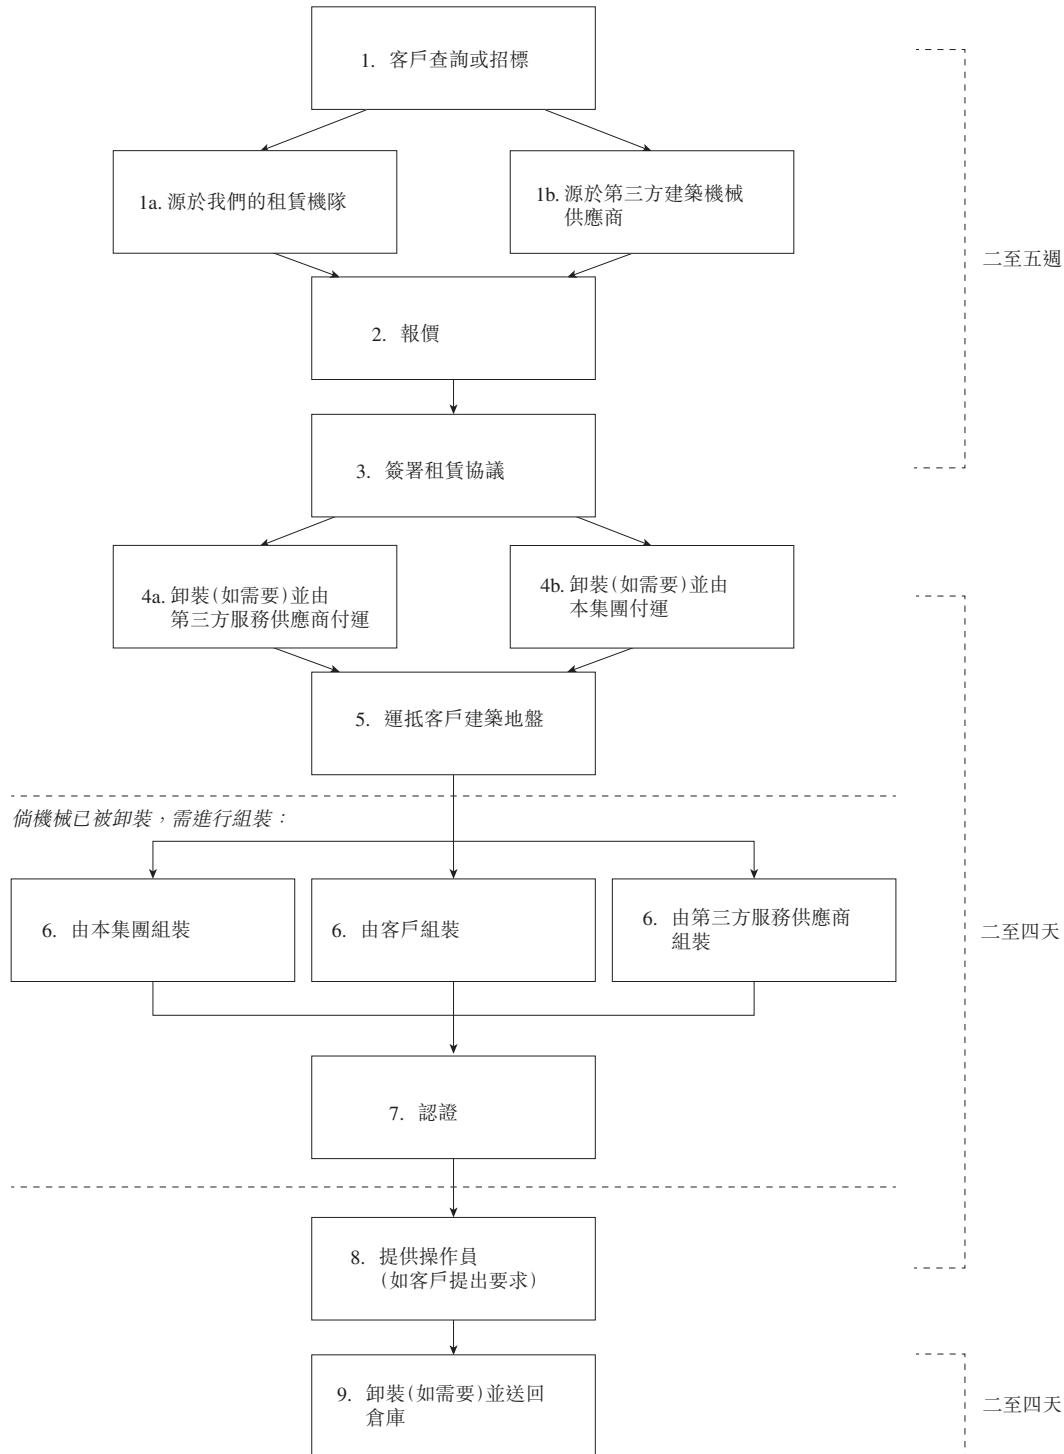 1. 客戶查詢或招標
1a. 源於我們的租賃機隊
1b. 源於第三方建築機械
供應商
二至五週
2. 報價
3. 簽署租賃協議
4a. 卸裝(如需要)並由
第三方服務供應商付運
4b. 卸裝(如需要)並由
本集團付運
5. 運抵客戶建築地盤
倘機械已被卸裝,需進行組裝:
6. 由本集團組裝
6. 由客戶組裝
6. 由第三方服務供應商
組裝
二至四天
7. 認證
8. 提供操作員
(如客戶提出要求)
9. 卸裝(如需要)並送回
倉庫
二至四天